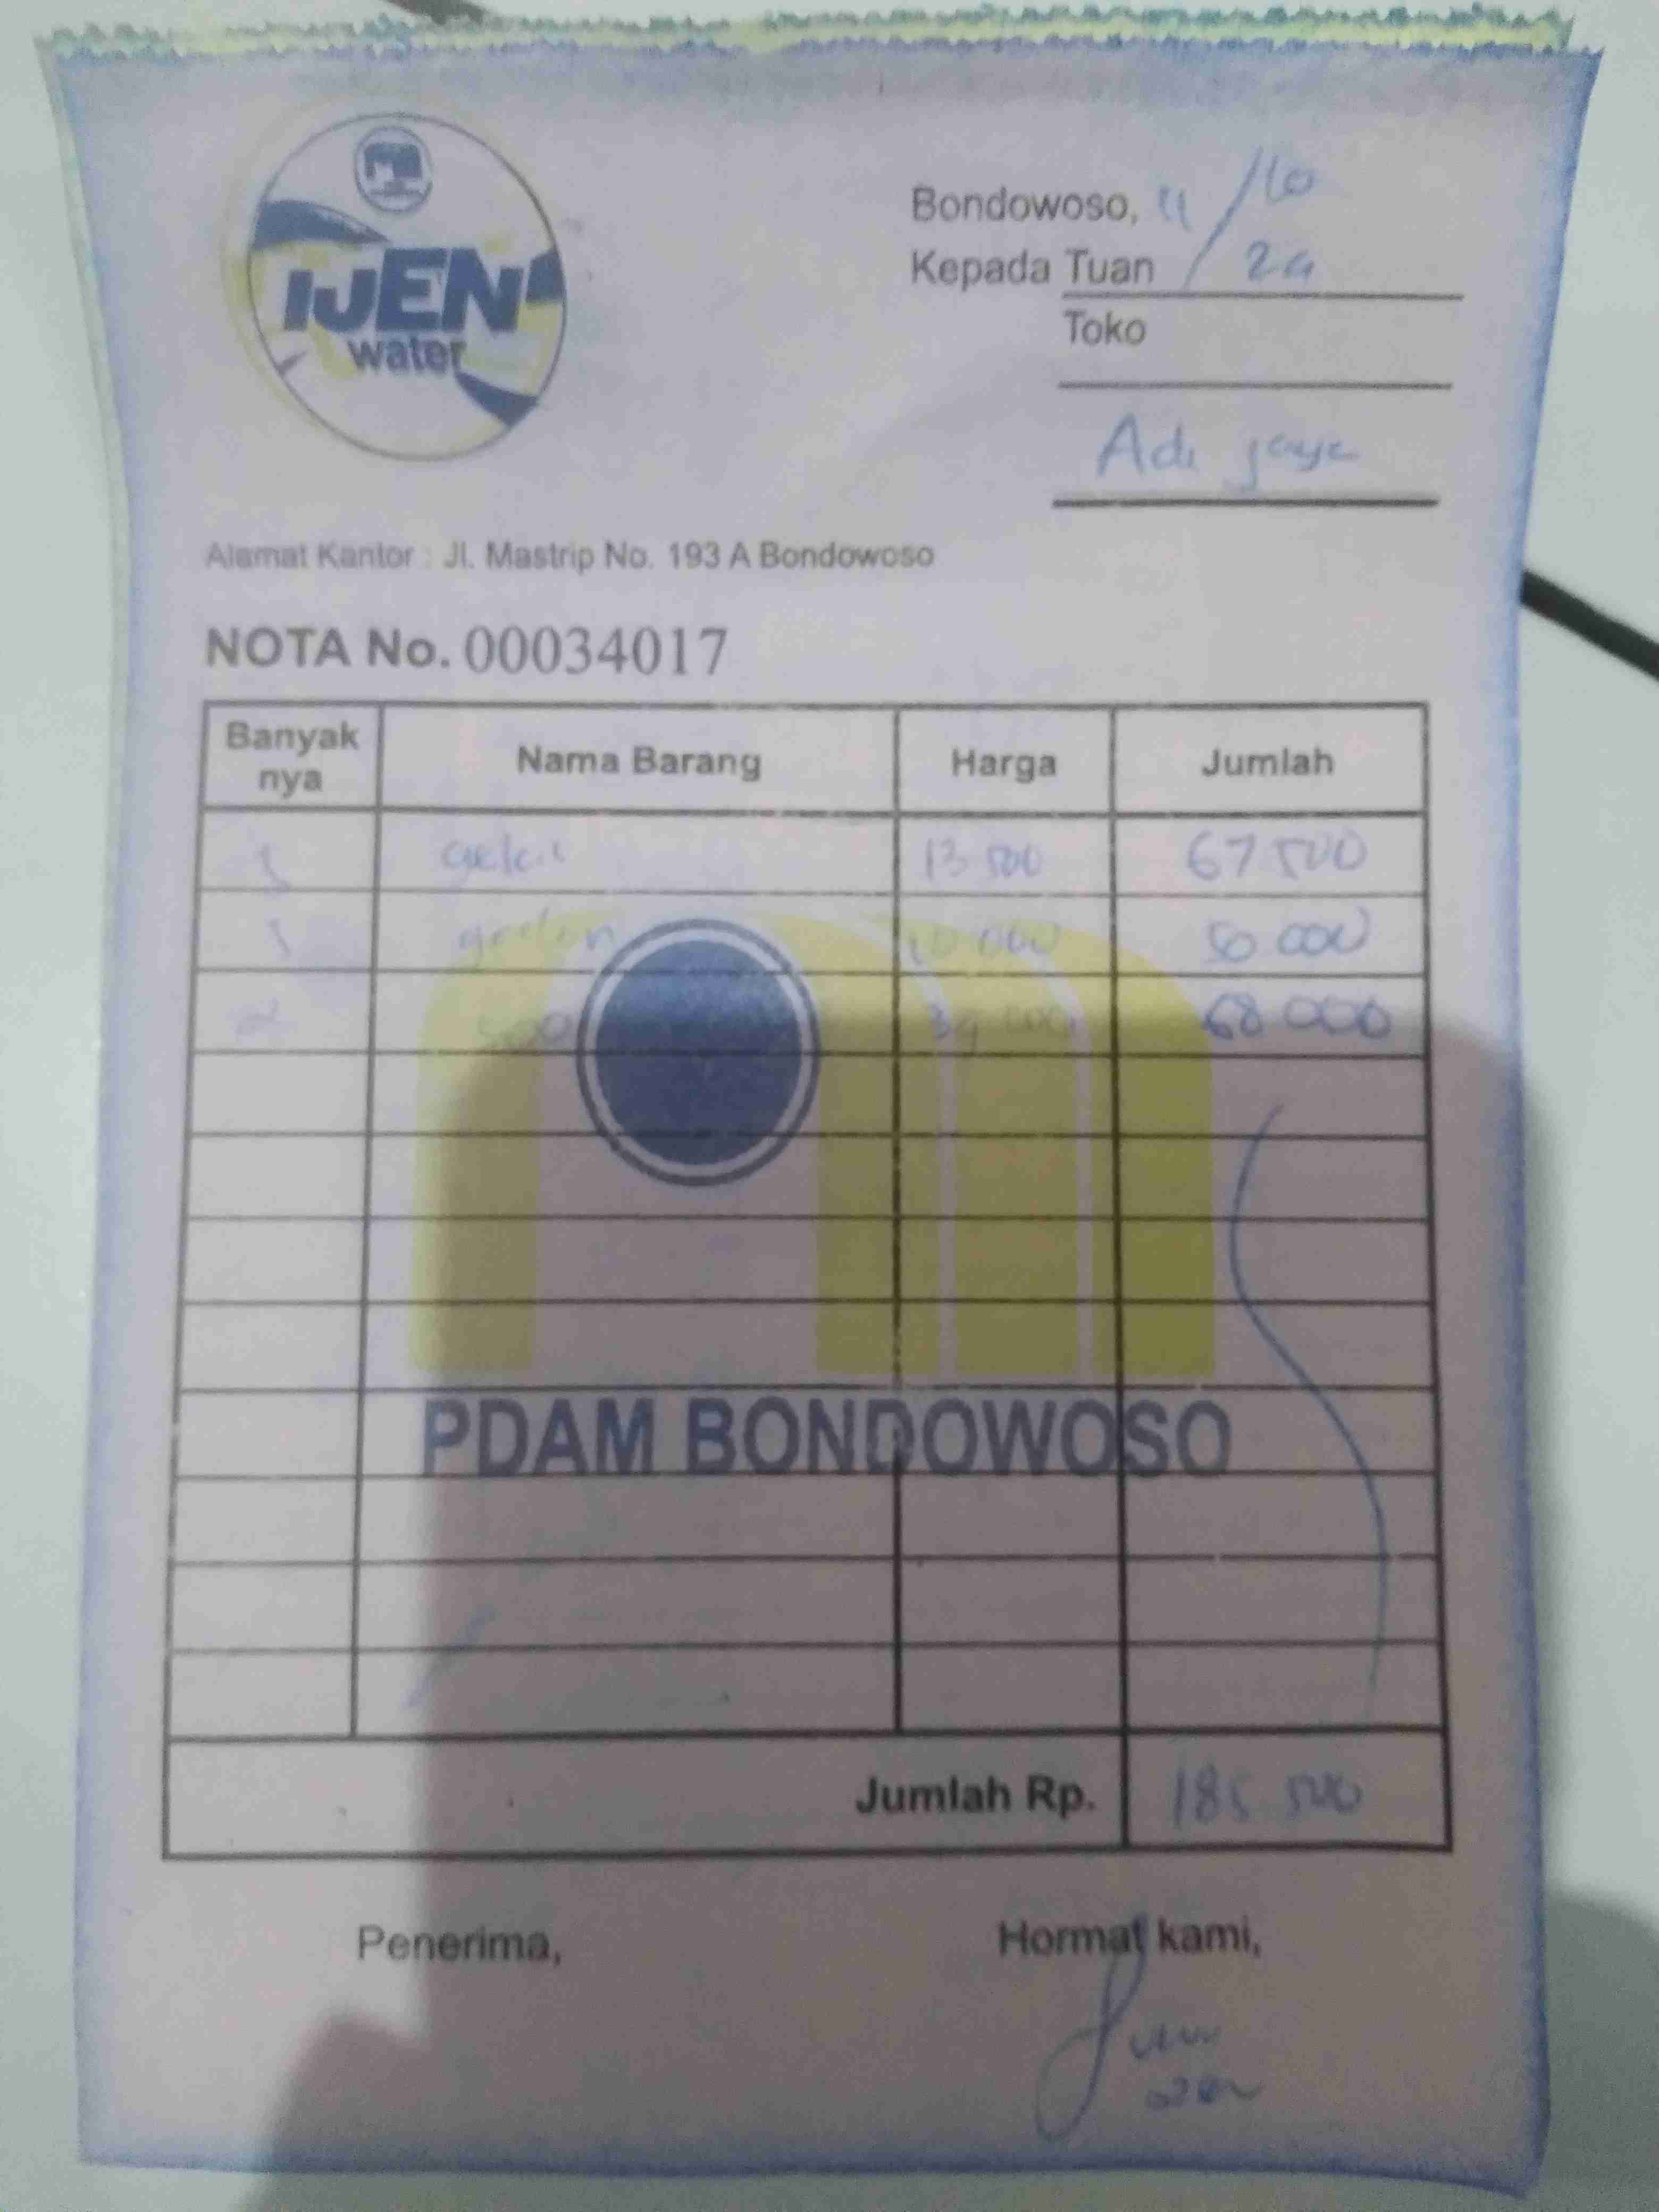 IJEN
water
Bondowoso, 11/10
Kepada Tuan 24
Toko
Adi jaya
Alamat Kantor : Jl. Mastrip No. 193 A Bondowoso
NOTA No. 00034017
Banyak nya Nama Barang Harga Jumlah
5 gelas 13 500 67 500
5 galon 10 000 50 000
2 500 34 000 68 000
PDAM BONDOWOSO
Jumlah Rp. 185 500
Penerima, Hormat kami,